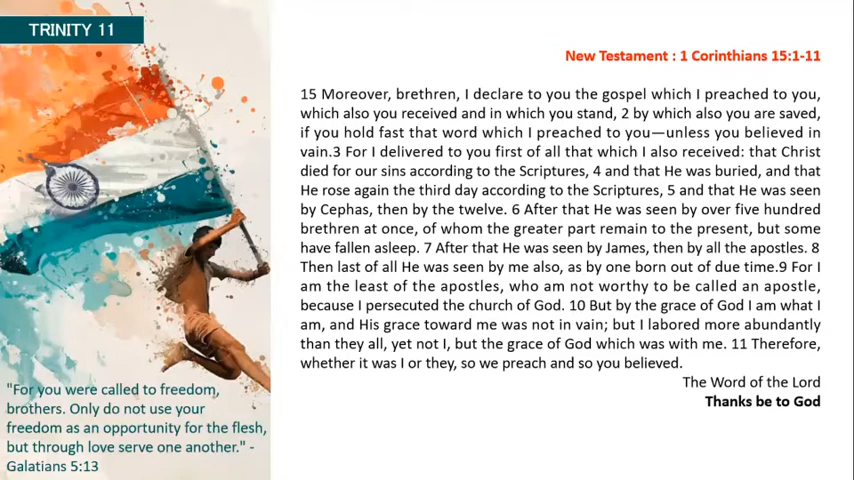 TRINITY 11
New Testament : 1 Corinthians 15:1-11
15 Moreover, brethren, I declare to you the gospel which I preached to you,
which also you received and in which you stand, 2 by which also you are saved,
if you hold fast that word which I preached to you—unless you believed in
vain.3 For I delivered to you first of all that which I also received: that Christ
died for our sins according to the Scriptures, 4 and that He was buried, and that
He rose again the third day according to the Scriptures, 5 and that He was seen
by Cephas, then by the twelve. 6 After that He was seen by over five hundred
brethren at once, of whom the greater part remain to the present, but some
have fallen asleep. 7 After that He was seen by James, then by all the apostles. 8
Then last of all He was seen by me also, as by one born out of due time.9 For I
am the least of the apostles, who am not worthy to be called an apostle,
because I persecuted the church of God. 10 But by the grace of God I am what I
am, and His grace toward me was not in vain; but I labored more abundantly
than they all, yet not I, but the grace of God which was with me. 11 Therefore,
whether it was I or they, so we preach and so you believed.
The Word of the Lord
Thanks be to God
"For you were called to freedom,
brothers. Only do not use your
freedom as an opportunity for the flesh,
but through love serve one another." -
Galatians 5:13